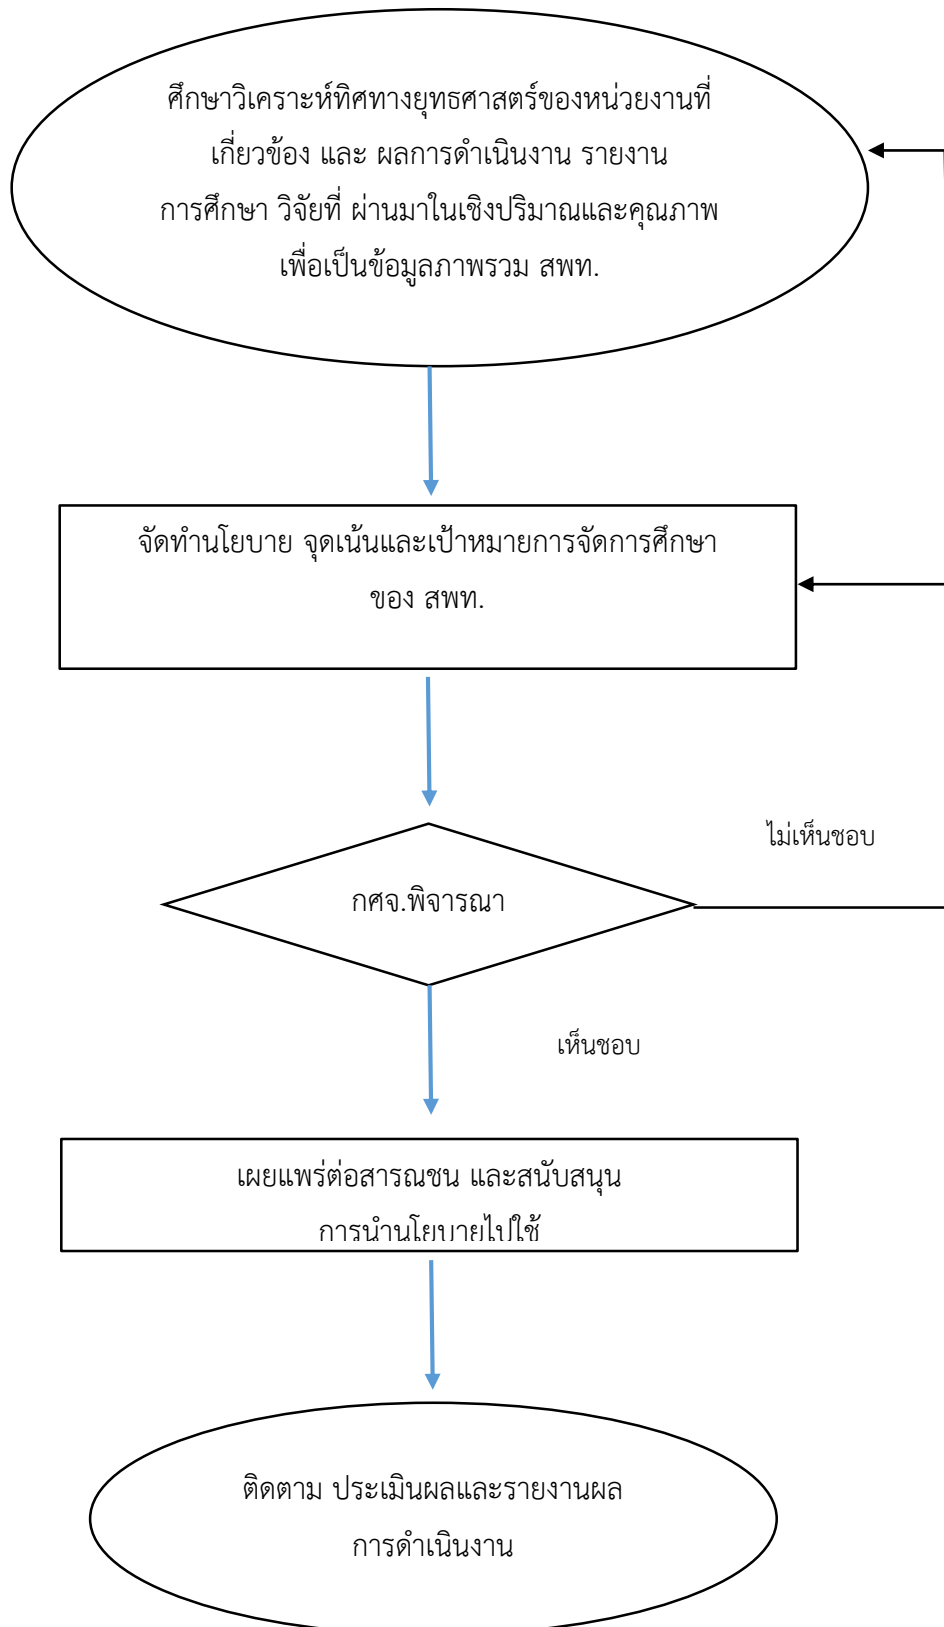 ศึกษาวิเคราะห์ทิศทางยุทธศาสตร์ของหน่วยงานที่
เกี่ยวข้อง และ ผลการดำเนินงาน รายงาน
การศึกษา วิจัยที่ ผ่านมาในเชิงปริมาณและคุณภาพ
เพื่อเป็นข้อมูลภาพรวม สพท.
จัดทำนโยบาย จุดเน้นและเป้าหมายการจัดการศึกษา
ของ สพท.
ไม่เห็นชอบ
กศจ.พิจารณา
เห็นชอบ
เผยแพร่ต่อสารณชน และสนับสนุน
การนำนโยบายไปใช้
ติดตาม ประเมินผลและรายงานผล
การดำเนินงาน